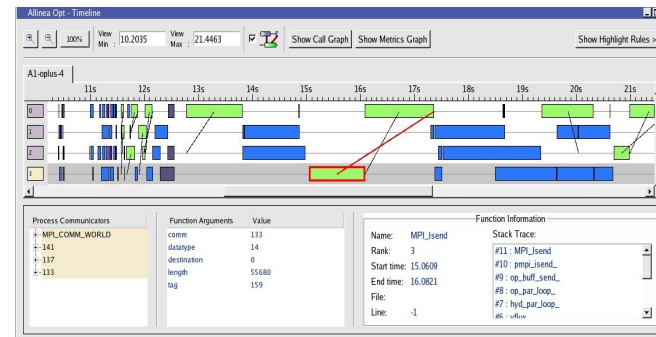 Allinea Opt - Timeline
100% View Min : 10.2035 View Max : 21.4463 Show Call Graph Show Metrics Graph Show Highlight Rules >
A1-oplus-4
11s 12s 13s 14s 15s 16s 17s 18s 19s 20s 21s
0
1
2
3
Process Communicators
MPI_COMM_WORLD
141
137
133
Function Arguments Value
comm 133
datatype 14
destination 0
length 55680
tag 159
Function Information
Name: MPI_Isend
Rank: 3
Start time: 15.0609
End time: 16.0821
File:
Line: -1
Stack Trace:
#11 : MPI_Isend
#10 : pmpi_isend_
#9 : op_buff_send_
#8 : op_par_loop_
#7 : hyd_par_loop_
#6 : vflux